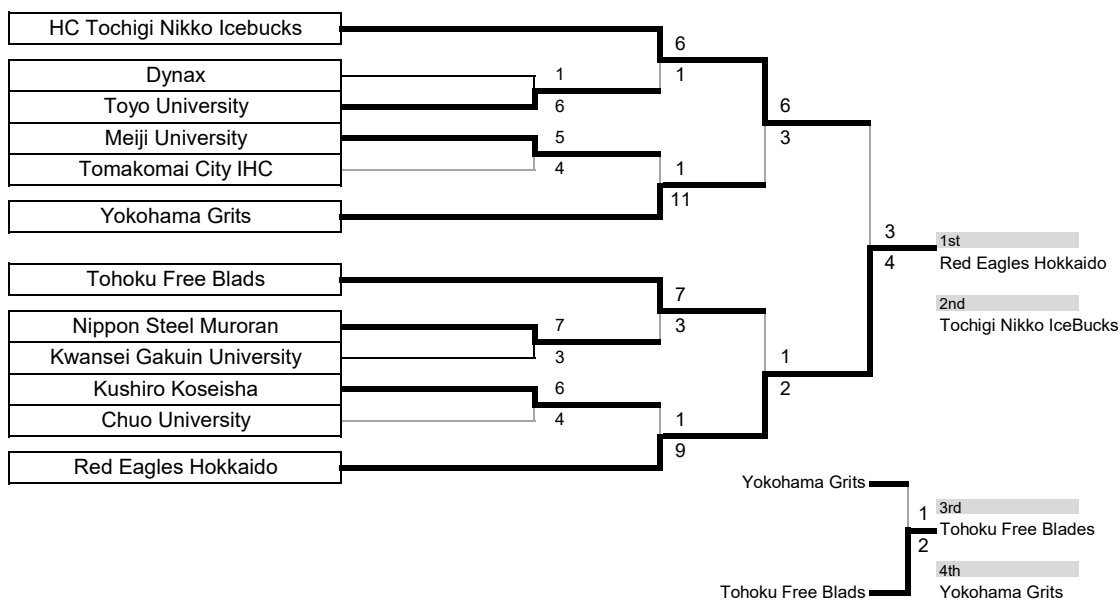 HC Tochigi Nikko Icebucks
6
Dynax
1
1
Toyo University
6
6
Meiji University
5
3
Tomakomai City IHC
4
1
11
Yokohama Grits
3
1st
4
Red Eagles Hokkaido
Tohoku Free Blads
7
2nd
Nippon Steel Muroran
7
3
Tochigi Nikko IceBucks
Kwansei Gakuin University
3
1
Kushiro Koseisha
6
2
Chuo University
4
1
9
Red Eagles Hokkaido
Yokohama Grits
1
3rd
2
Tohoku Free Blades
4th
Tohoku Free Blads
Yokohama Grits